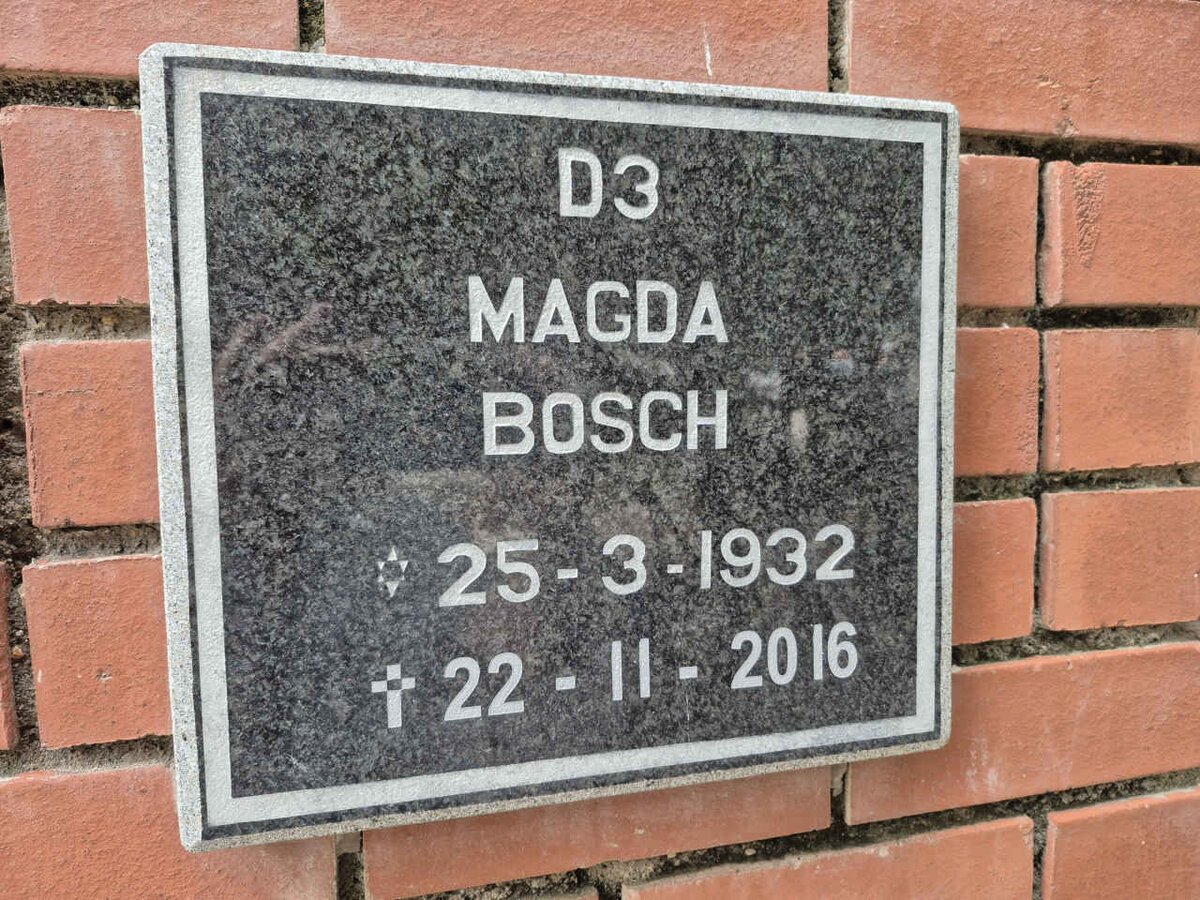 D3
MAGDA
BOSCH
✡ 25-3-1932
✝ 22-11-2016